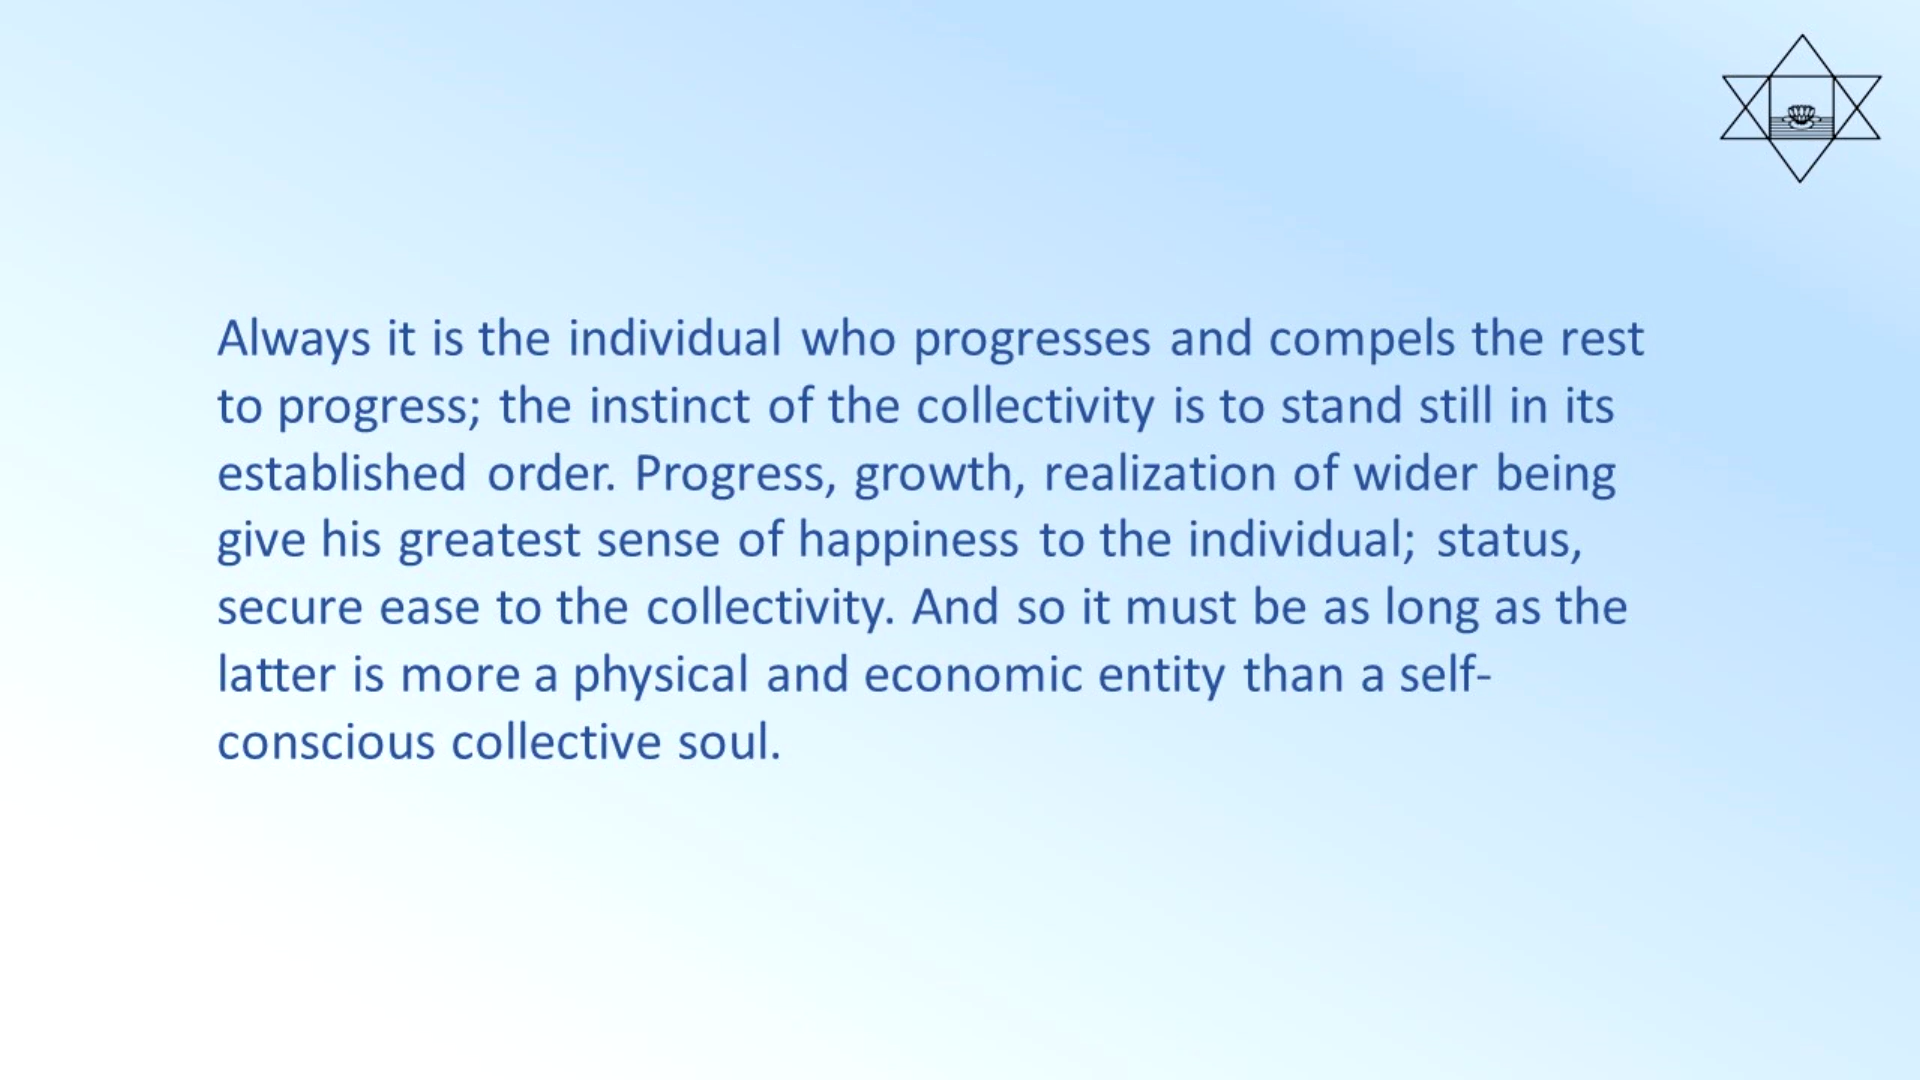 Always it is the individual who progresses and compels the rest
to progress; the instinct of the collectivity is to stand still in its
established order. Progress, growth, realization of wider being
give his greatest sense of happiness to the individual; status,
secure ease to the collectivity. And so it must be as long as the
latter is more a physical and economic entity than a self-
conscious collective soul.